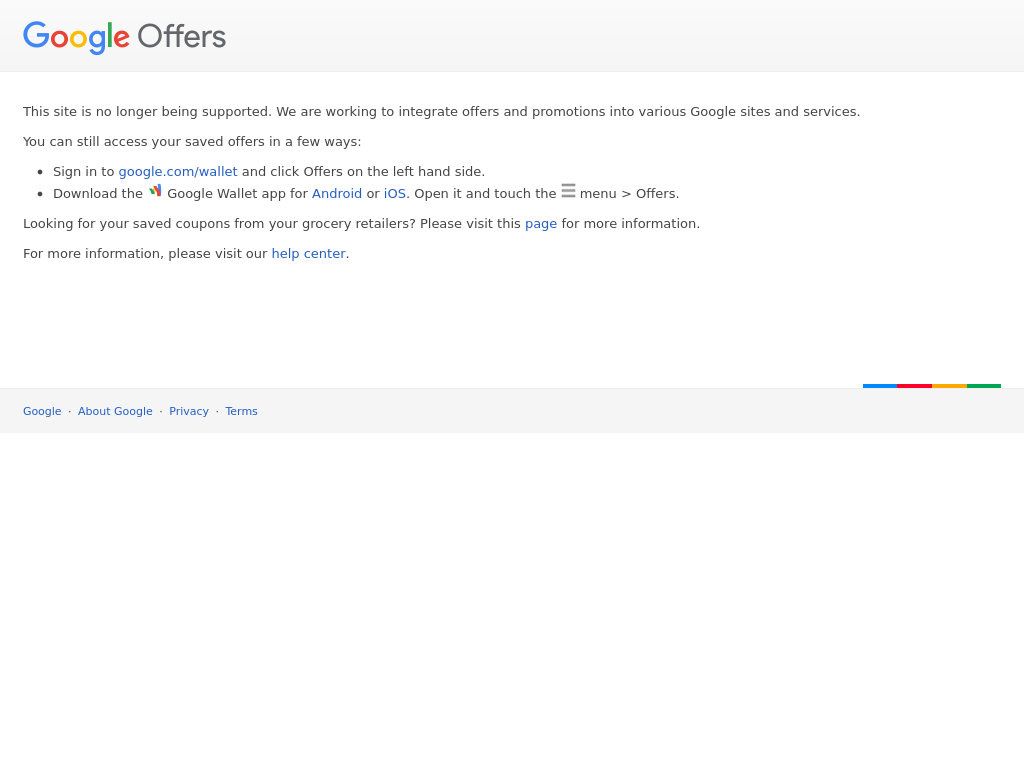 Google Offers
This site is no longer being supported. We are working to integrate offers and promotions into various Google sites and services.
You can still access your saved offers in a few ways:
Sign in to google.com/wallet and click Offers on the left hand side.
Download the Google Wallet app for Android or iOS. Open it and touch the menu > Offers.
Looking for your saved coupons from your grocery retailers? Please visit this page for more information.
For more information, please visit our help center.
Google · About Google · Privacy · Terms